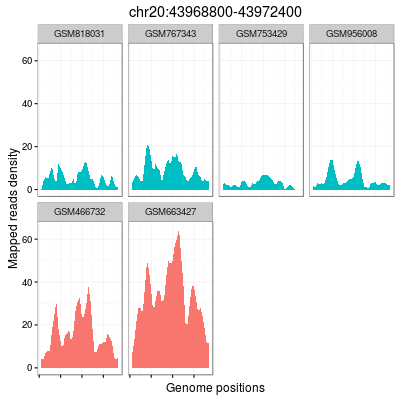 chr20:43968800-43972400
GSM818031 GSM767343 GSM753429 GSM956008
60
40
20
0
GSM466732 GSM663427
60
40
20
0
Mapped reads density
Genome positions